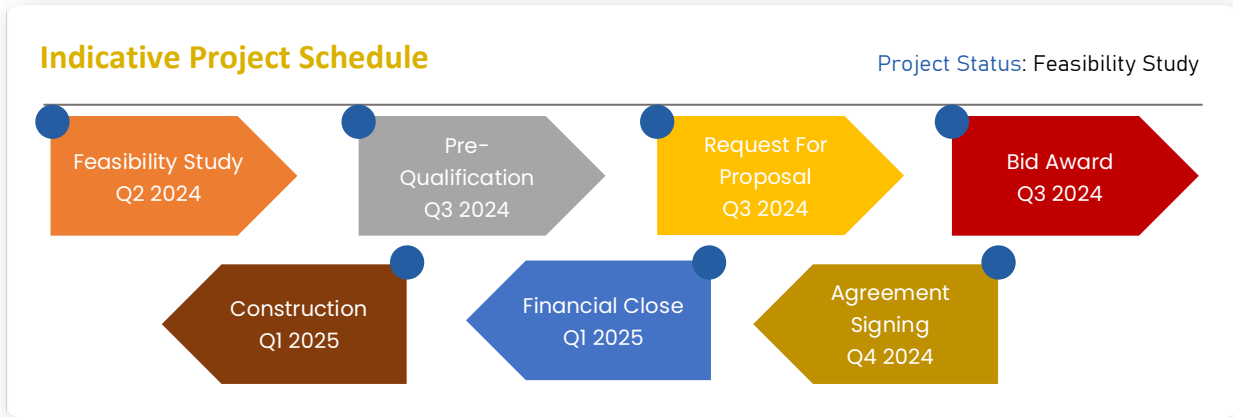 Indicative Project Schedule
Project Status: Feasibility Study
Feasibility Study
Q2 2024
Pre-
Qualification
Q3 2024
Request For
Proposal
Q3 2024
Bid Award
Q3 2024
Construction
Q1 2025
Financial Close
Q1 2025
Agreement
Signing
Q4 2024